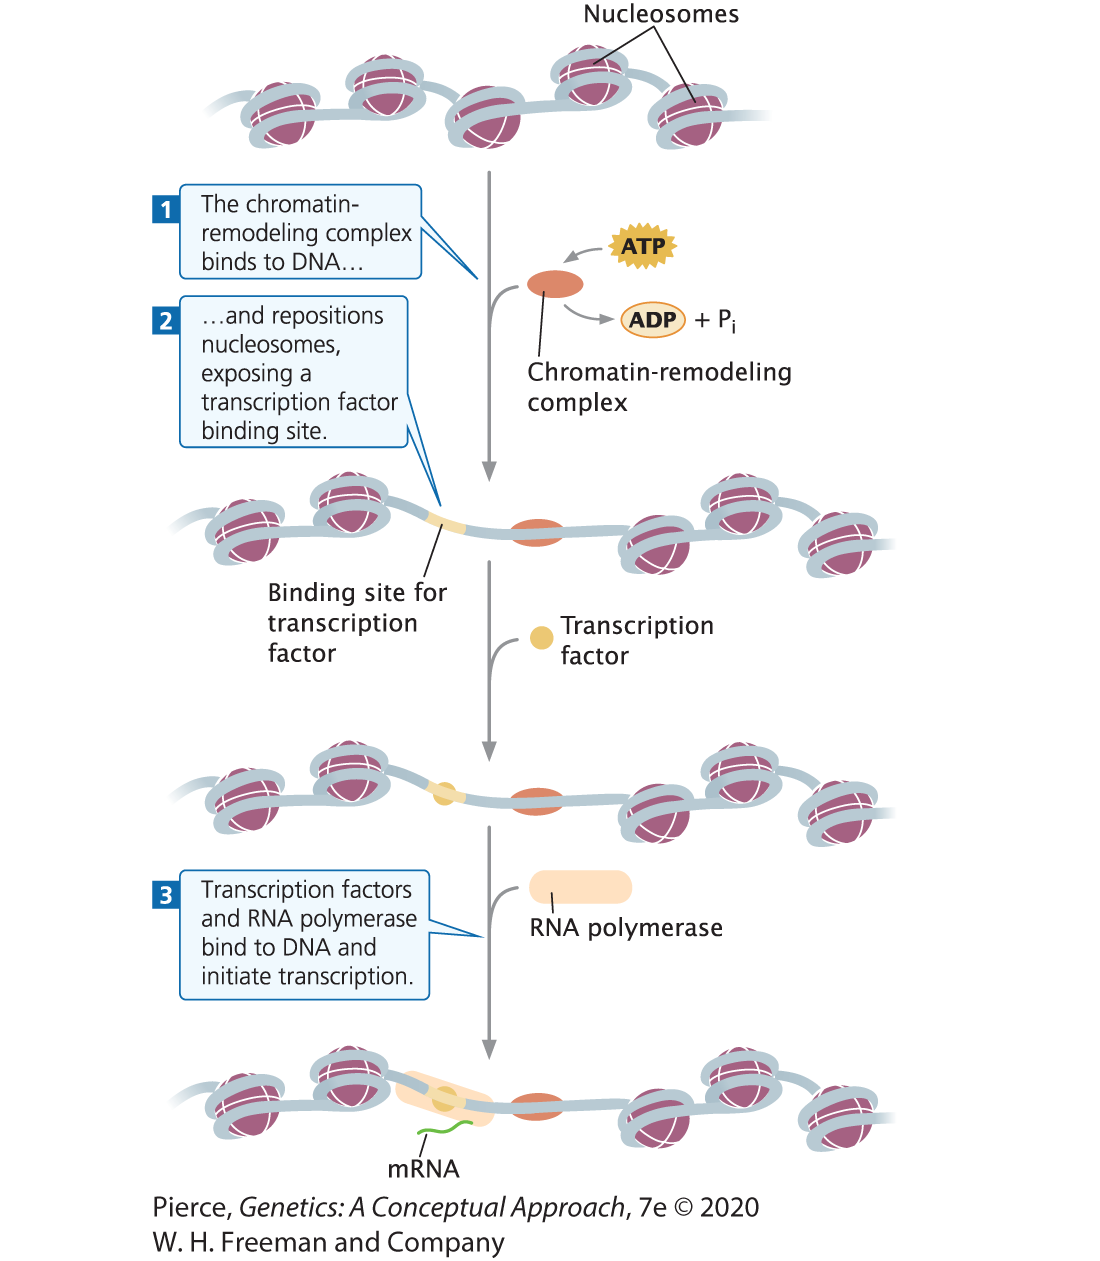 Nucleosomes
1
The chromatin-
remodeling complex
binds to DNA…
ATP
ADP + Pi
Chromatin-remodeling
complex
2
…and repositions
nucleosomes,
exposing a
transcription factor
binding site.
Binding site for
transcription
factor
Transcription
factor
3
Transcription factors
and RNA polymerase
bind to DNA and
initiate transcription.
RNA polymerase
mRNA
Pierce, Genetics: A Conceptual Approach, 7e © 2020
W. H. Freeman and Company